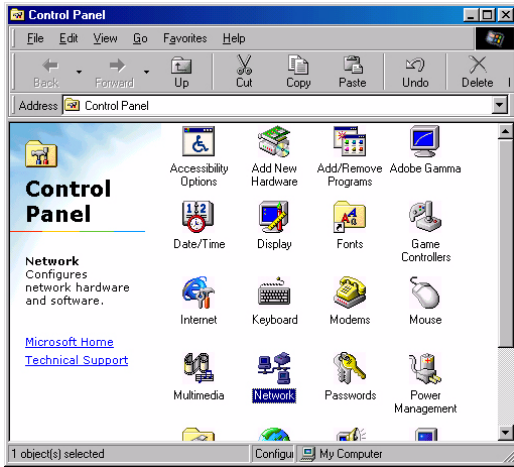 Control Panel
File Edit View Go Favorites Help
Back Forward Up Cut Copy Paste Undo Delete
Address Control Panel
Control
Panel
Network
Configures
network hardware
and software.
Microsoft Home
Technical Support
Accessibility
Options
Add New
Hardware
Add/Remove
Programs
Adobe Gamma
Date/Time
Display
Fonts
Game
Controllers
Internet
Keyboard
Modems
Mouse
Multimedia
Network
Passwords
Power
Management
1 object(s) selected Configu My Computer